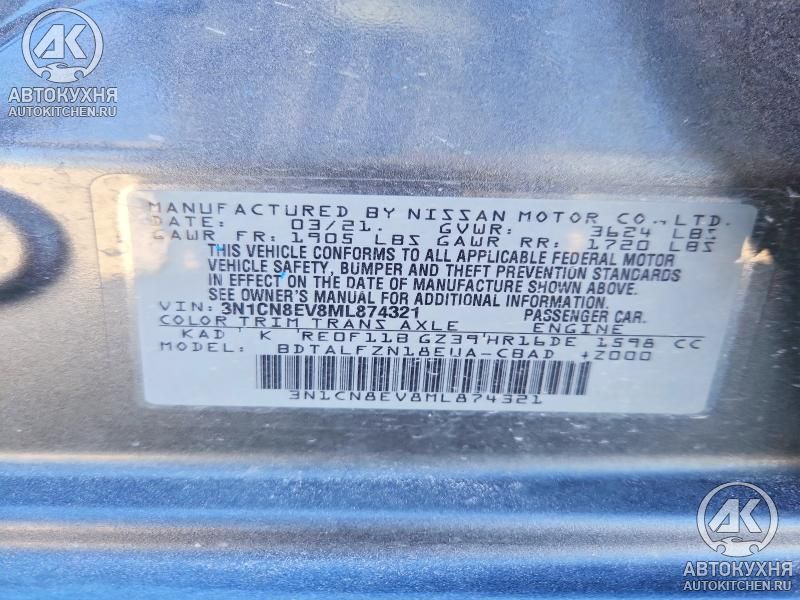 АК
АВТОКУХНЯ
AUTOKITCHEN.RU
MANUFACTURED BY NISSAN MOTOR CO., LTD.
DATE: 03/21. GVWR: 3624 LBS
GAWR FR: 1905 LBS GAWR RR: 1720 LBS
THIS VEHICLE CONFORMS TO ALL APPLICABLE FEDERAL MOTOR
VEHICLE SAFETY, BUMPER AND THEFT PREVENTION STANDARDS
IN EFFECT ON THE DATE OF MANUFACTURE SHOWN ABOVE.
SEE OWNER'S MANUAL FOR ADDITIONAL INFORMATION.
VIN: 3N1CN8EV8ML874321 PASSENGER CAR.
COLOR TRIM TRANS AXLE ENGINE
KAD K RE0F11B GZ39 HR16DE 1598 CC
MODEL: BDTALFZN18EUA-CBAD +2000
3N1CN8EV8ML874321
АК
АВТОКУХНЯ
AUTOKITCHEN.RU